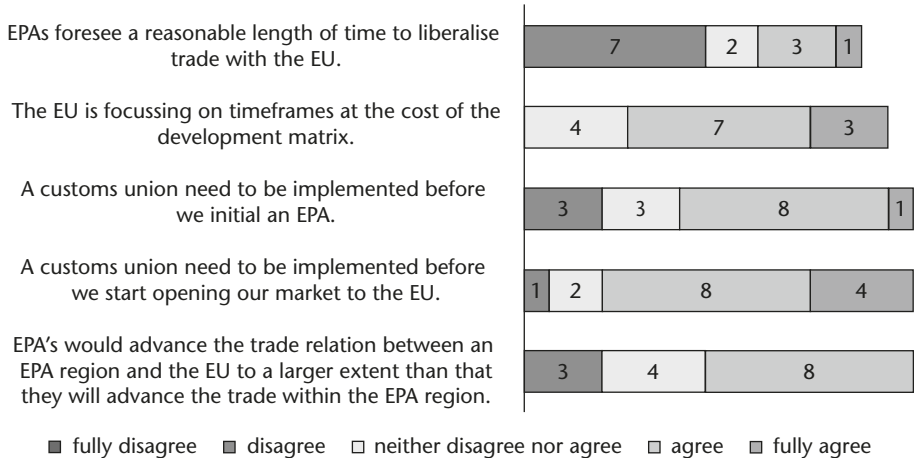 EPAs foresee a reasonable length of time to liberalise
trade with the EU.
7 2 3 1
The EU is focussing on timeframes at the cost of the
development matrix.
4 7 3
A customs union need to be implemented before
we initial an EPA.
3 3 8 1
A customs union need to be implemented before
we start opening our market to the EU.
1 2 8 4
EPA’s would advance the trade relation between an
EPA region and the EU to a larger extent than that
they will advance the trade within the EPA region.
3 4 8
fully disagree disagree neither disagree nor agree agree fully agree